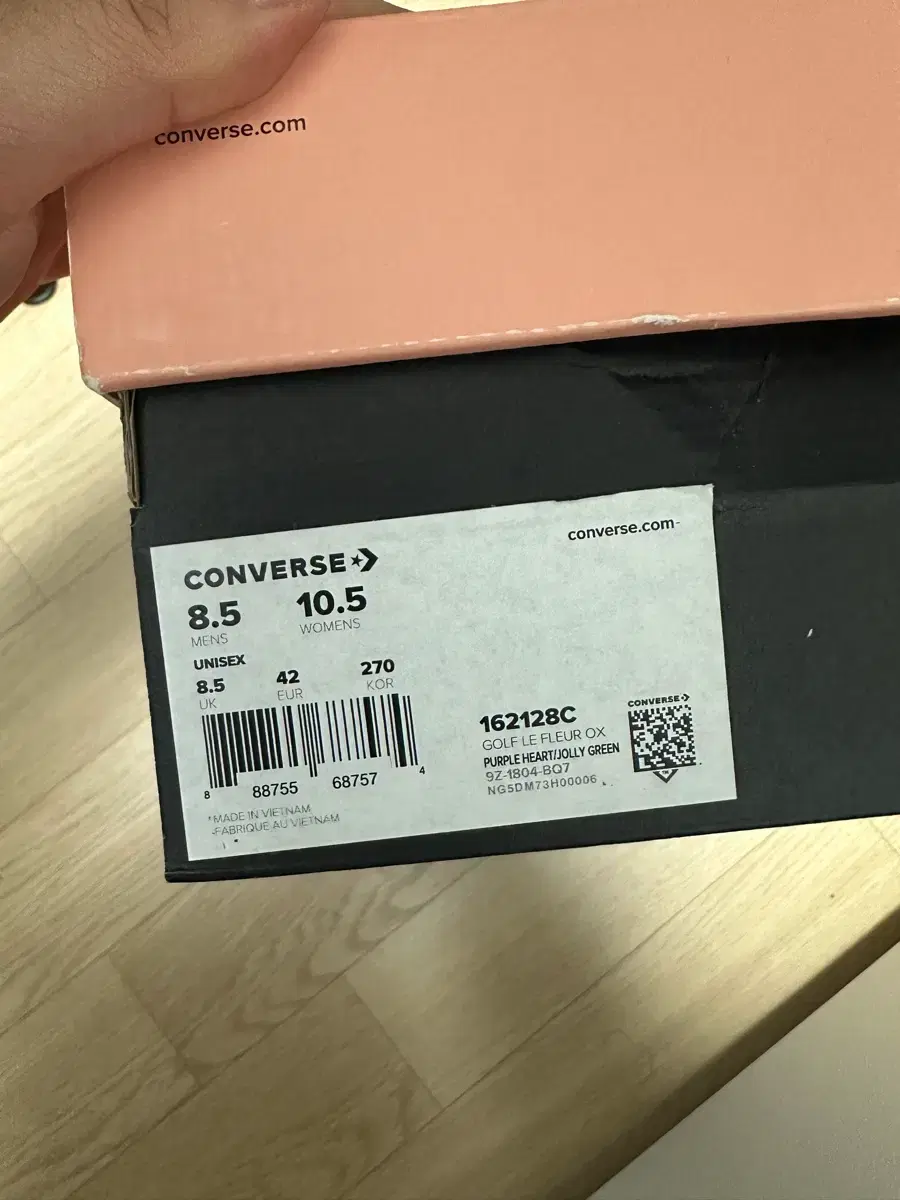 converse.com
converse.com
CONVERSE
8.5 10.5
MENS WOMENS
UNISEX
8.5 42 270
UK EUR KOR
8 88755 68757 4
*MADE IN VIETNAM
-FABRIQUE AU VIETNAM
CONVERSE
162128C
GOLF LE FLEUR OX
PURPLE HEART/JOLLY GREEN
9Z-1804-BQ7
NG5DM73H00006
TM